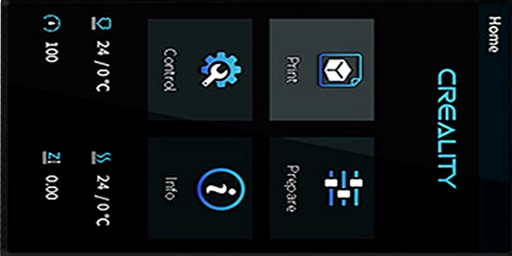 Home
CREALITY
Print
Prepare
Control
Info
24 / 0 °C
24 / 0 °C
100
0.00